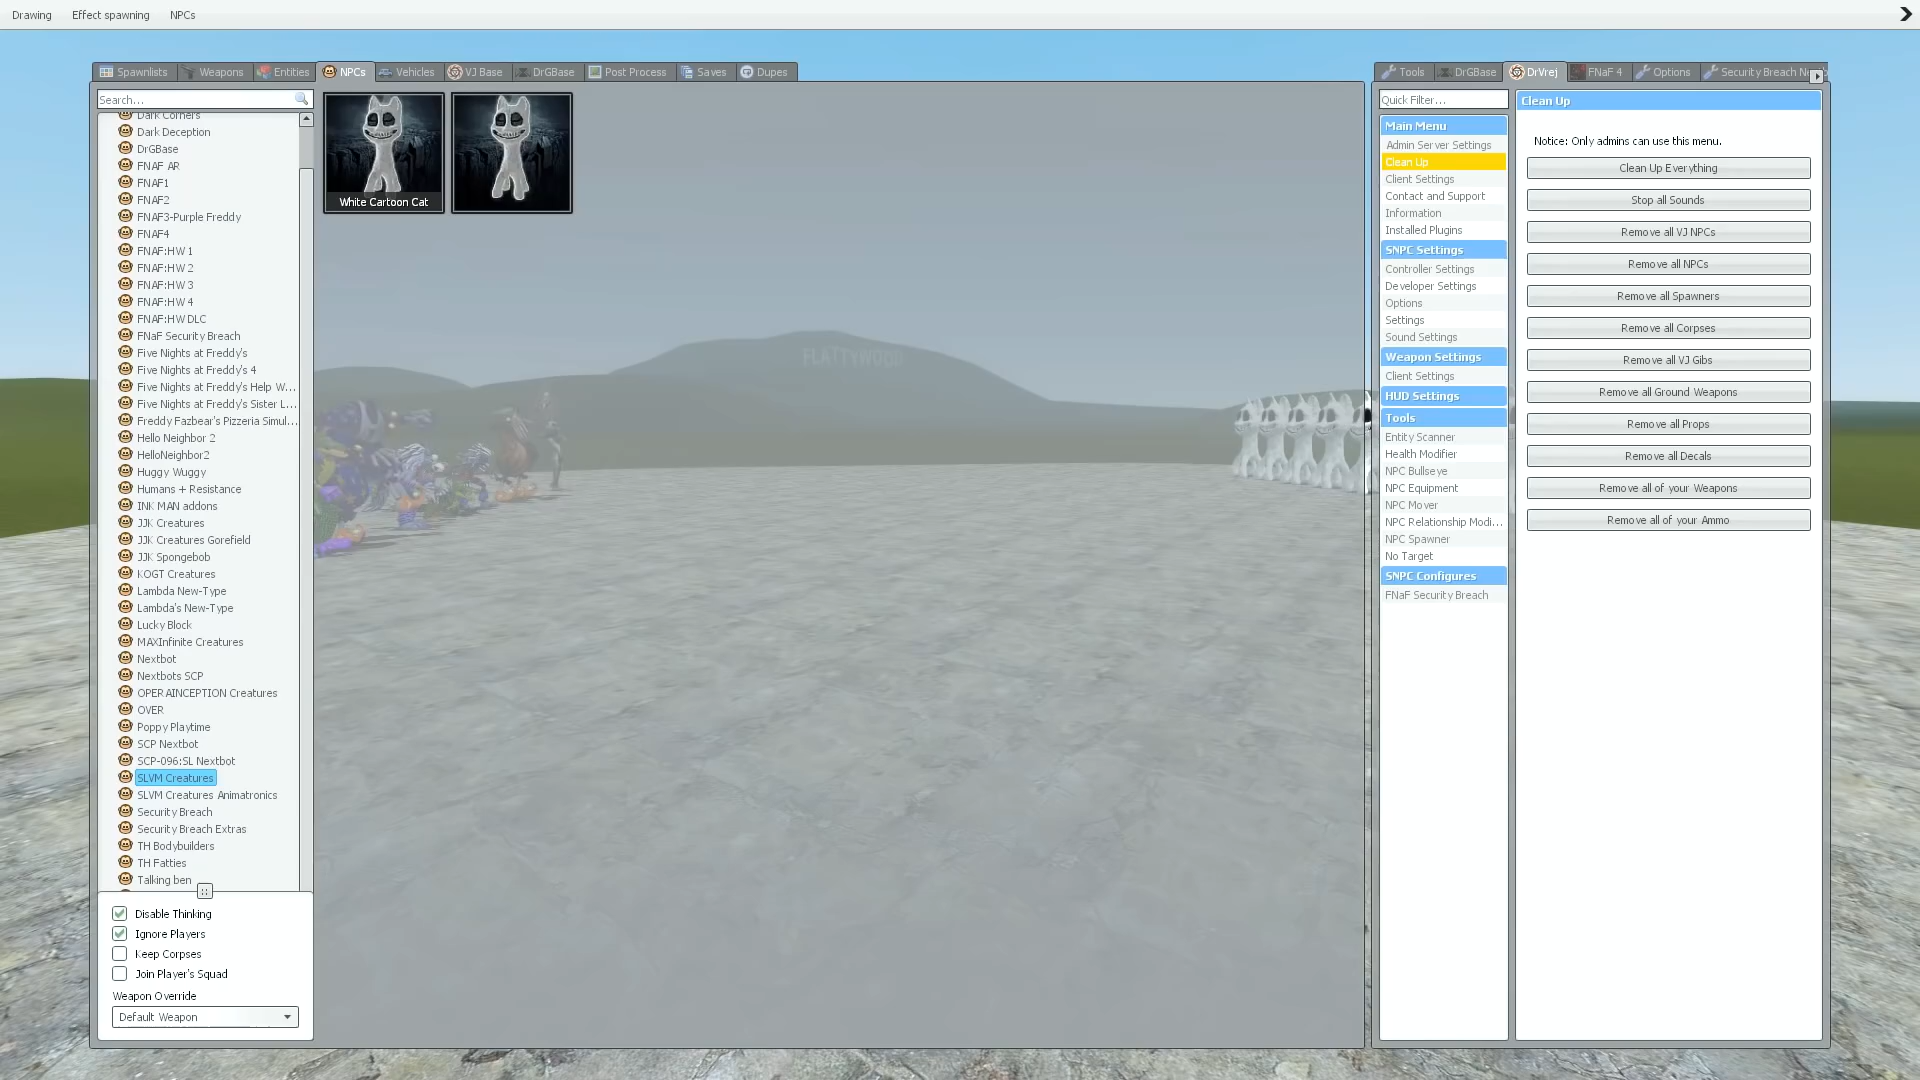 Drawing Effect spawning NPCs
Spawnlists Weapons Entities NPCs Vehicles VJ Base DrGBase Post Process Saves Dupes
Search...
Dark Corners
Dark Deception
DrGBase
FNAF AR
FNAF1
FNAF2
FNAF3-Purple Freddy
FNAF4
FNAF:HW 1
FNAF:HW 2
FNAF:HW 3
FNAF:HW 4
FNAF:HW DLC
FNaF Security Breach
Five Nights at Freddy's
Five Nights at Freddy's 4
Five Nights at Freddy's Help W...
Five Nights at Freddy's Sister L...
Freddy Fazbear's Pizzeria Simul...
Hello Neighbor 2
HelloNeighbor2
Huggy Wuggy
Humans + Resistance
INK MAN addons
JJK Creatures
JJK Creatures Gorefield
JJK Spongebob
KOGT Creatures
Lambda New-Type
Lambda's New-Type
Lucky Block
MAXInfinite Creatures
Nextbot
Nextbots SCP
OPERAINCEPTION Creatures
OVER
Poppy Playtime
SCP Nextbot
SCP-096:SL Nextbot
SLVM Creatures
SLVM Creatures Animatronics
Security Breach
Security Breach Extras
TH Bodybuilders
TH Fatties
Talking ben
Disable Thinking
Ignore Players
Keep Corpses
Join Player's Squad
Weapon Override
Default Weapon
White Cartoon Cat
FLATTYWOOD
Tools DrGBase DrVrej FNaF 4 Options Security Breach
Quick Filter...
Main Menu
Admin Server Settings
Clean Up
Client Settings
Contact and Support
Information
Installed Plugins
SNPC Settings
Controller Settings
Developer Settings
Options
Settings
Sound Settings
Weapon Settings
Client Settings
HUD Settings
Tools
Entity Scanner
Health Modifier
NPC Bullseye
NPC Equipment
NPC Mover
NPC Relationship Modi...
NPC Spawner
No Target
SNPC Configures
FNaF Security Breach
Clean Up
Notice: Only admins can use this menu.
Clean Up Everything
Stop all Sounds
Remove all VJ NPCs
Remove all NPCs
Remove all Spawners
Remove all Corpses
Remove all VJ Gibs
Remove all Ground Weapons
Remove all Props
Remove all Decals
Remove all of your Weapons
Remove all of your Ammo